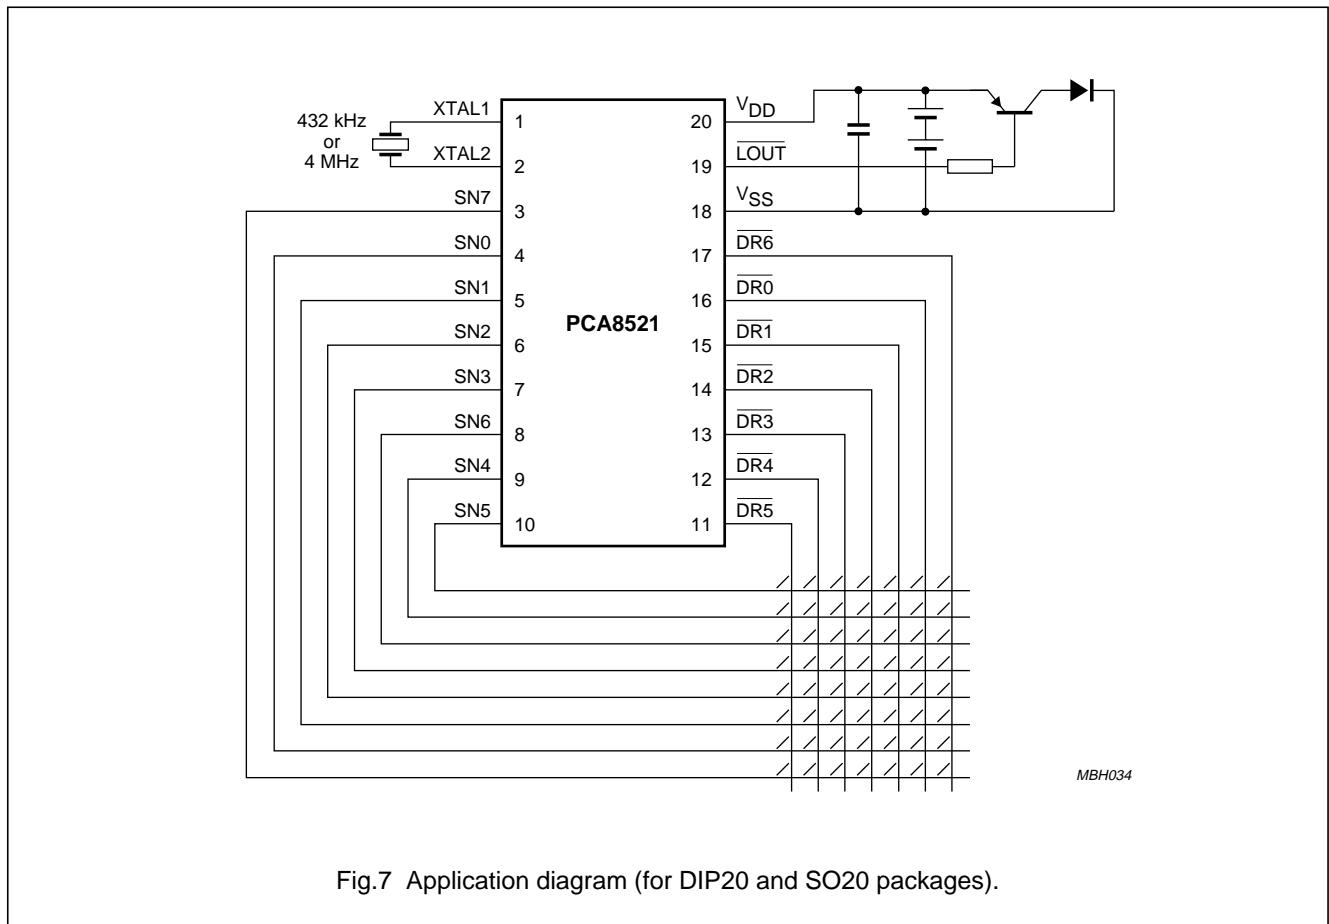 432 kHz
or
4 MHz
XTAL1
XTAL2
SN7
SN0
SN1
SN2
SN3
SN6
SN4
SN5
1
2
3
4
5
6
7
8
9
10
PCA8521
20
19
18
17
16
15
14
13
12
11
VDD
LOUT
VSS
DR6
DR0
DR1
DR2
DR3
DR4
DR5
MBH034
Fig.7 Application diagram (for DIP20 and SO20 packages).